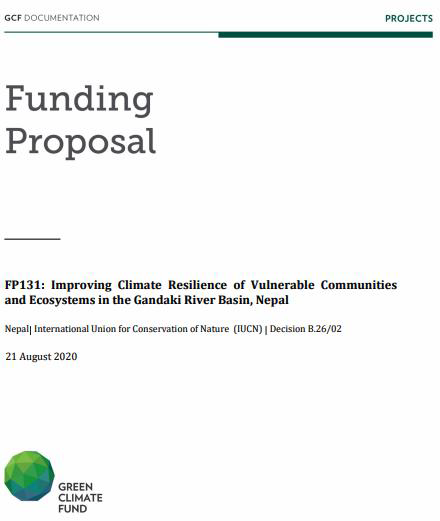 GCF DOCUMENTATION
PROJECTS
Funding
Proposal
FP131: Improving Climate Resilience of Vulnerable Communities
and Ecosystems in the Gandaki River Basin, Nepal
Nepal| International Union for Conservation of Nature (IUCN) | Decision B.26/02
21 August 2020
GREEN
CLIMATE
FUND